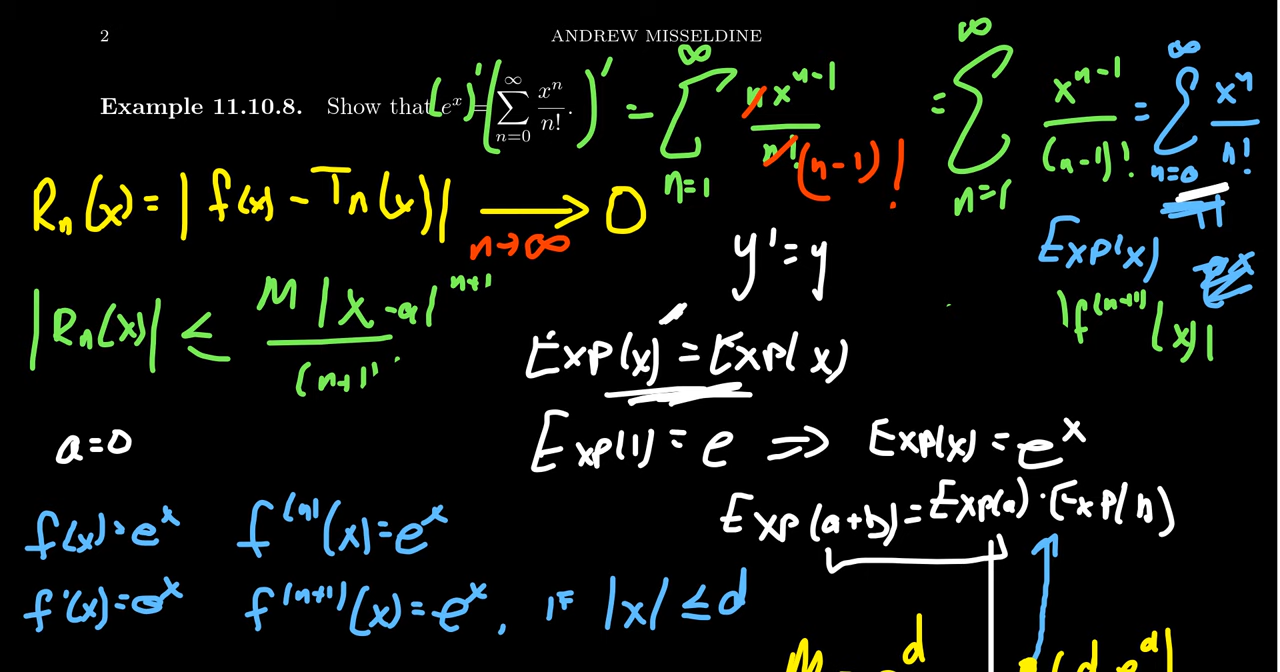 2 ANDREW MISSELDINE
Example 11.10.8. Show that ( e^x )' = ( ∑_{n=0}^{∞} x^n / n! . )' = ∑_{n=1}^{∞} n x^{n-1} / n! (n-1)! = ∑_{n=1}^{∞} x^{n-1} / (n-1)! = ∑_{n=0}^{∞} x^n / n!
R_n(x) = | f(x) - T_n(x) | → 0
n→∞
y' = y
Exp(x)
|f^{(n+1)}(x)|
|R_n(x)| ≤ M |x-a|^{n+1} / (n+1)!
Exp'(x) = Exp(x)
a=0
Exp(1) = e ⇒ Exp(x) = e^x
Exp(a+b) = Exp(a) · Exp(b)
f(x) = e^x f^{(n)}(x) = e^x
f'(x) = e^x f^{(n+1)}(x) = e^x , IF |x| ≤ d